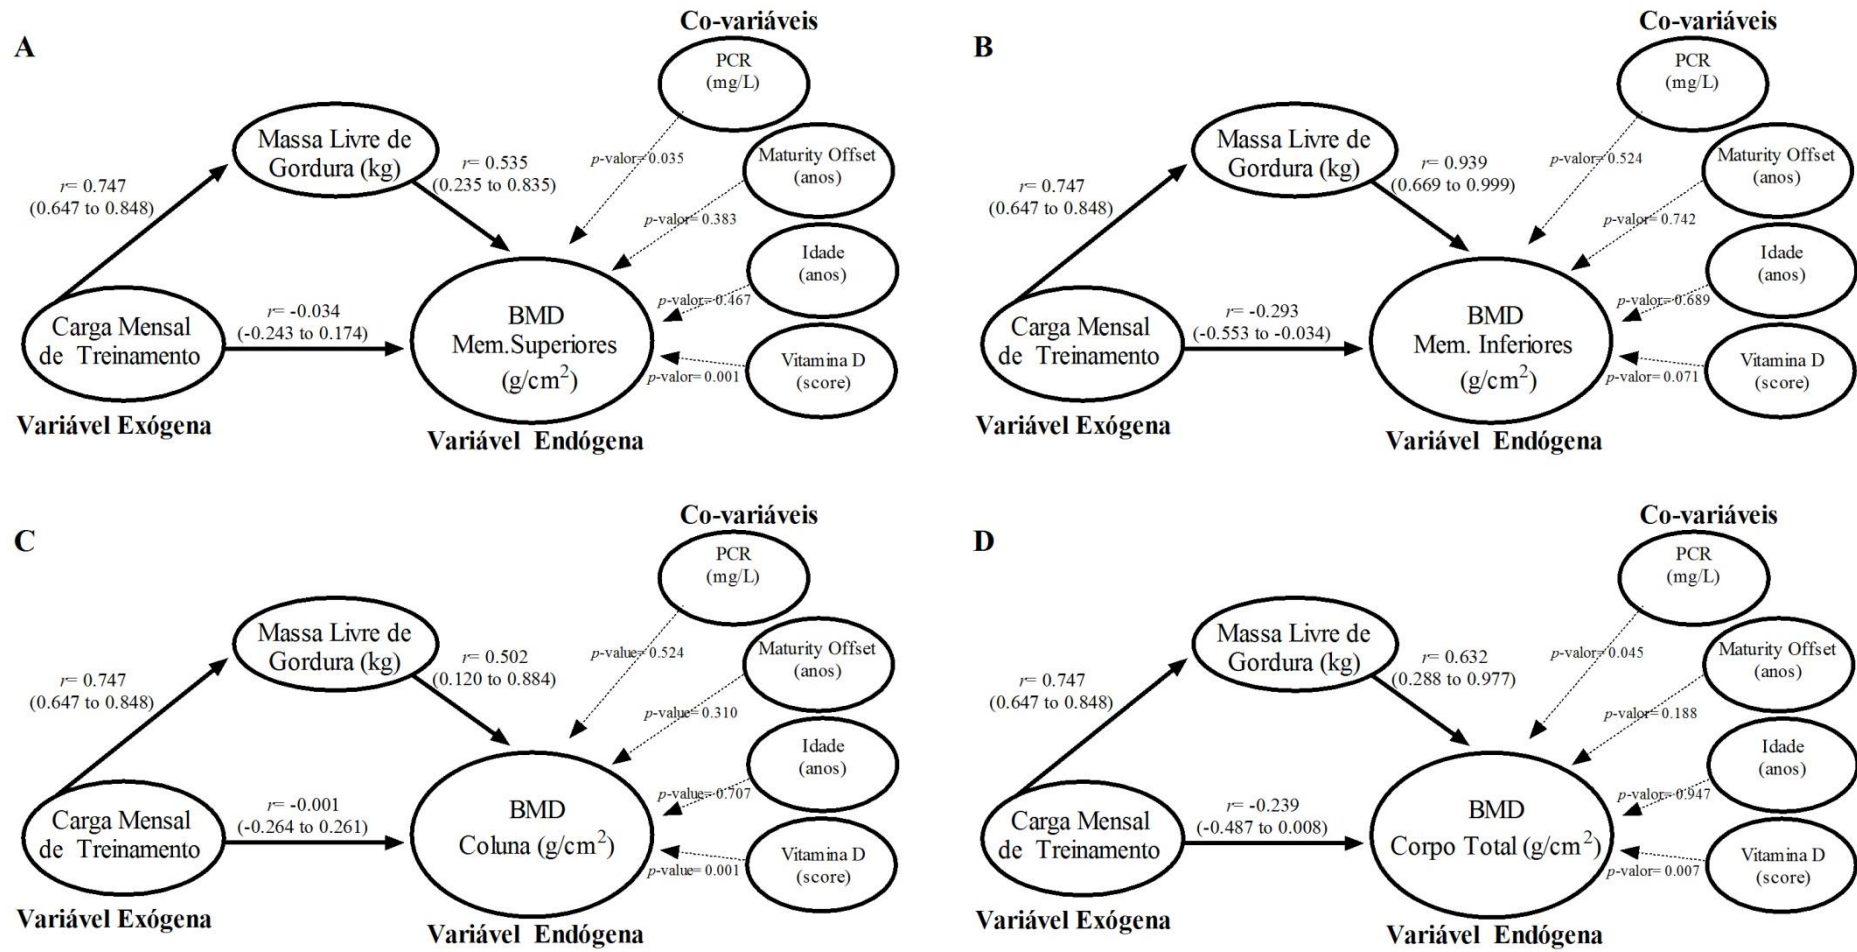 A
Co-variáveis
PCR
(mg/L)
Massa Livre de
Gordura (kg)
r= 0.535
(0.235 to 0.835)
p-valor= 0.035
Maturity Offset
(anos)
r= 0.747
(0.647 to 0.848)
p-valor= 0.383
Idade
(anos)
p-valor= 0.467
Carga Mensal
de Treinamento
r= -0.034
(-0.243 to 0.174)
BMD
Mem.Superiores
(g/cm²)
Vitamina D
(score)
p-valor= 0.001
Variável Exógena
Variável Endógena
B
Co-variáveis
PCR
(mg/L)
Massa Livre de
Gordura (kg)
r= 0.939
(0.669 to 0.999)
p-valor= 0.524
Maturity Offset
(anos)
r= 0.747
(0.647 to 0.848)
p-valor= 0.742
Idade
(anos)
p-valor= 0.689
Carga Mensal
de Treinamento
r= -0.293
(-0.553 to -0.034)
BMD
Mem. Inferiores
(g/cm²)
Vitamina D
(score)
p-valor= 0.071
Variável Exógena
Variável Endógena
C
Co-variáveis
PCR
(mg/L)
Massa Livre de
Gordura (kg)
r= 0.502
(0.120 to 0.884)
p-value= 0.524
Maturity Offset
(anos)
r= 0.747
(0.647 to 0.848)
p-value= 0.310
Idade
(anos)
p-value= 0.707
Carga Mensal
de Treinamento
r= -0.001
(-0.264 to 0.261)
BMD
Coluna (g/cm²)
Vitamina D
(score)
p-value= 0.001
Variável Exógena
Variável Endógena
D
Co-variáveis
PCR
(mg/L)
Massa Livre de
Gordura (kg)
r= 0.632
(0.288 to 0.977)
p-valor= 0.045
Maturity Offset
(anos)
r= 0.747
(0.647 to 0.848)
p-valor= 0.188
Idade
(anos)
p-valor= 0.947
Carga Mensal
de Treinamento
r= -0.239
(-0.487 to 0.008)
BMD
Corpo Total (g/cm²)
Vitamina D
(score)
p-valor= 0.007
Variável Exógena
Variável Endógena